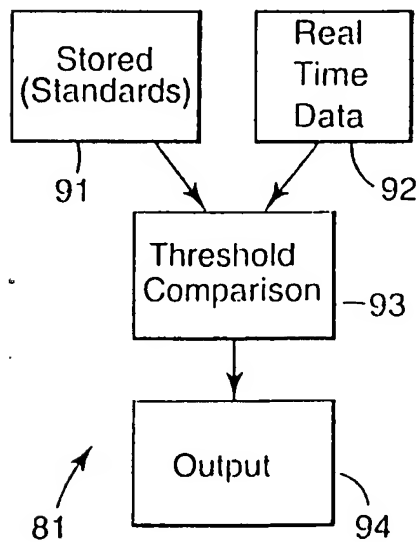 Stored
(Standards)
91
Real
Time
Data
92
Threshold
Comparison
93
Output
94
81